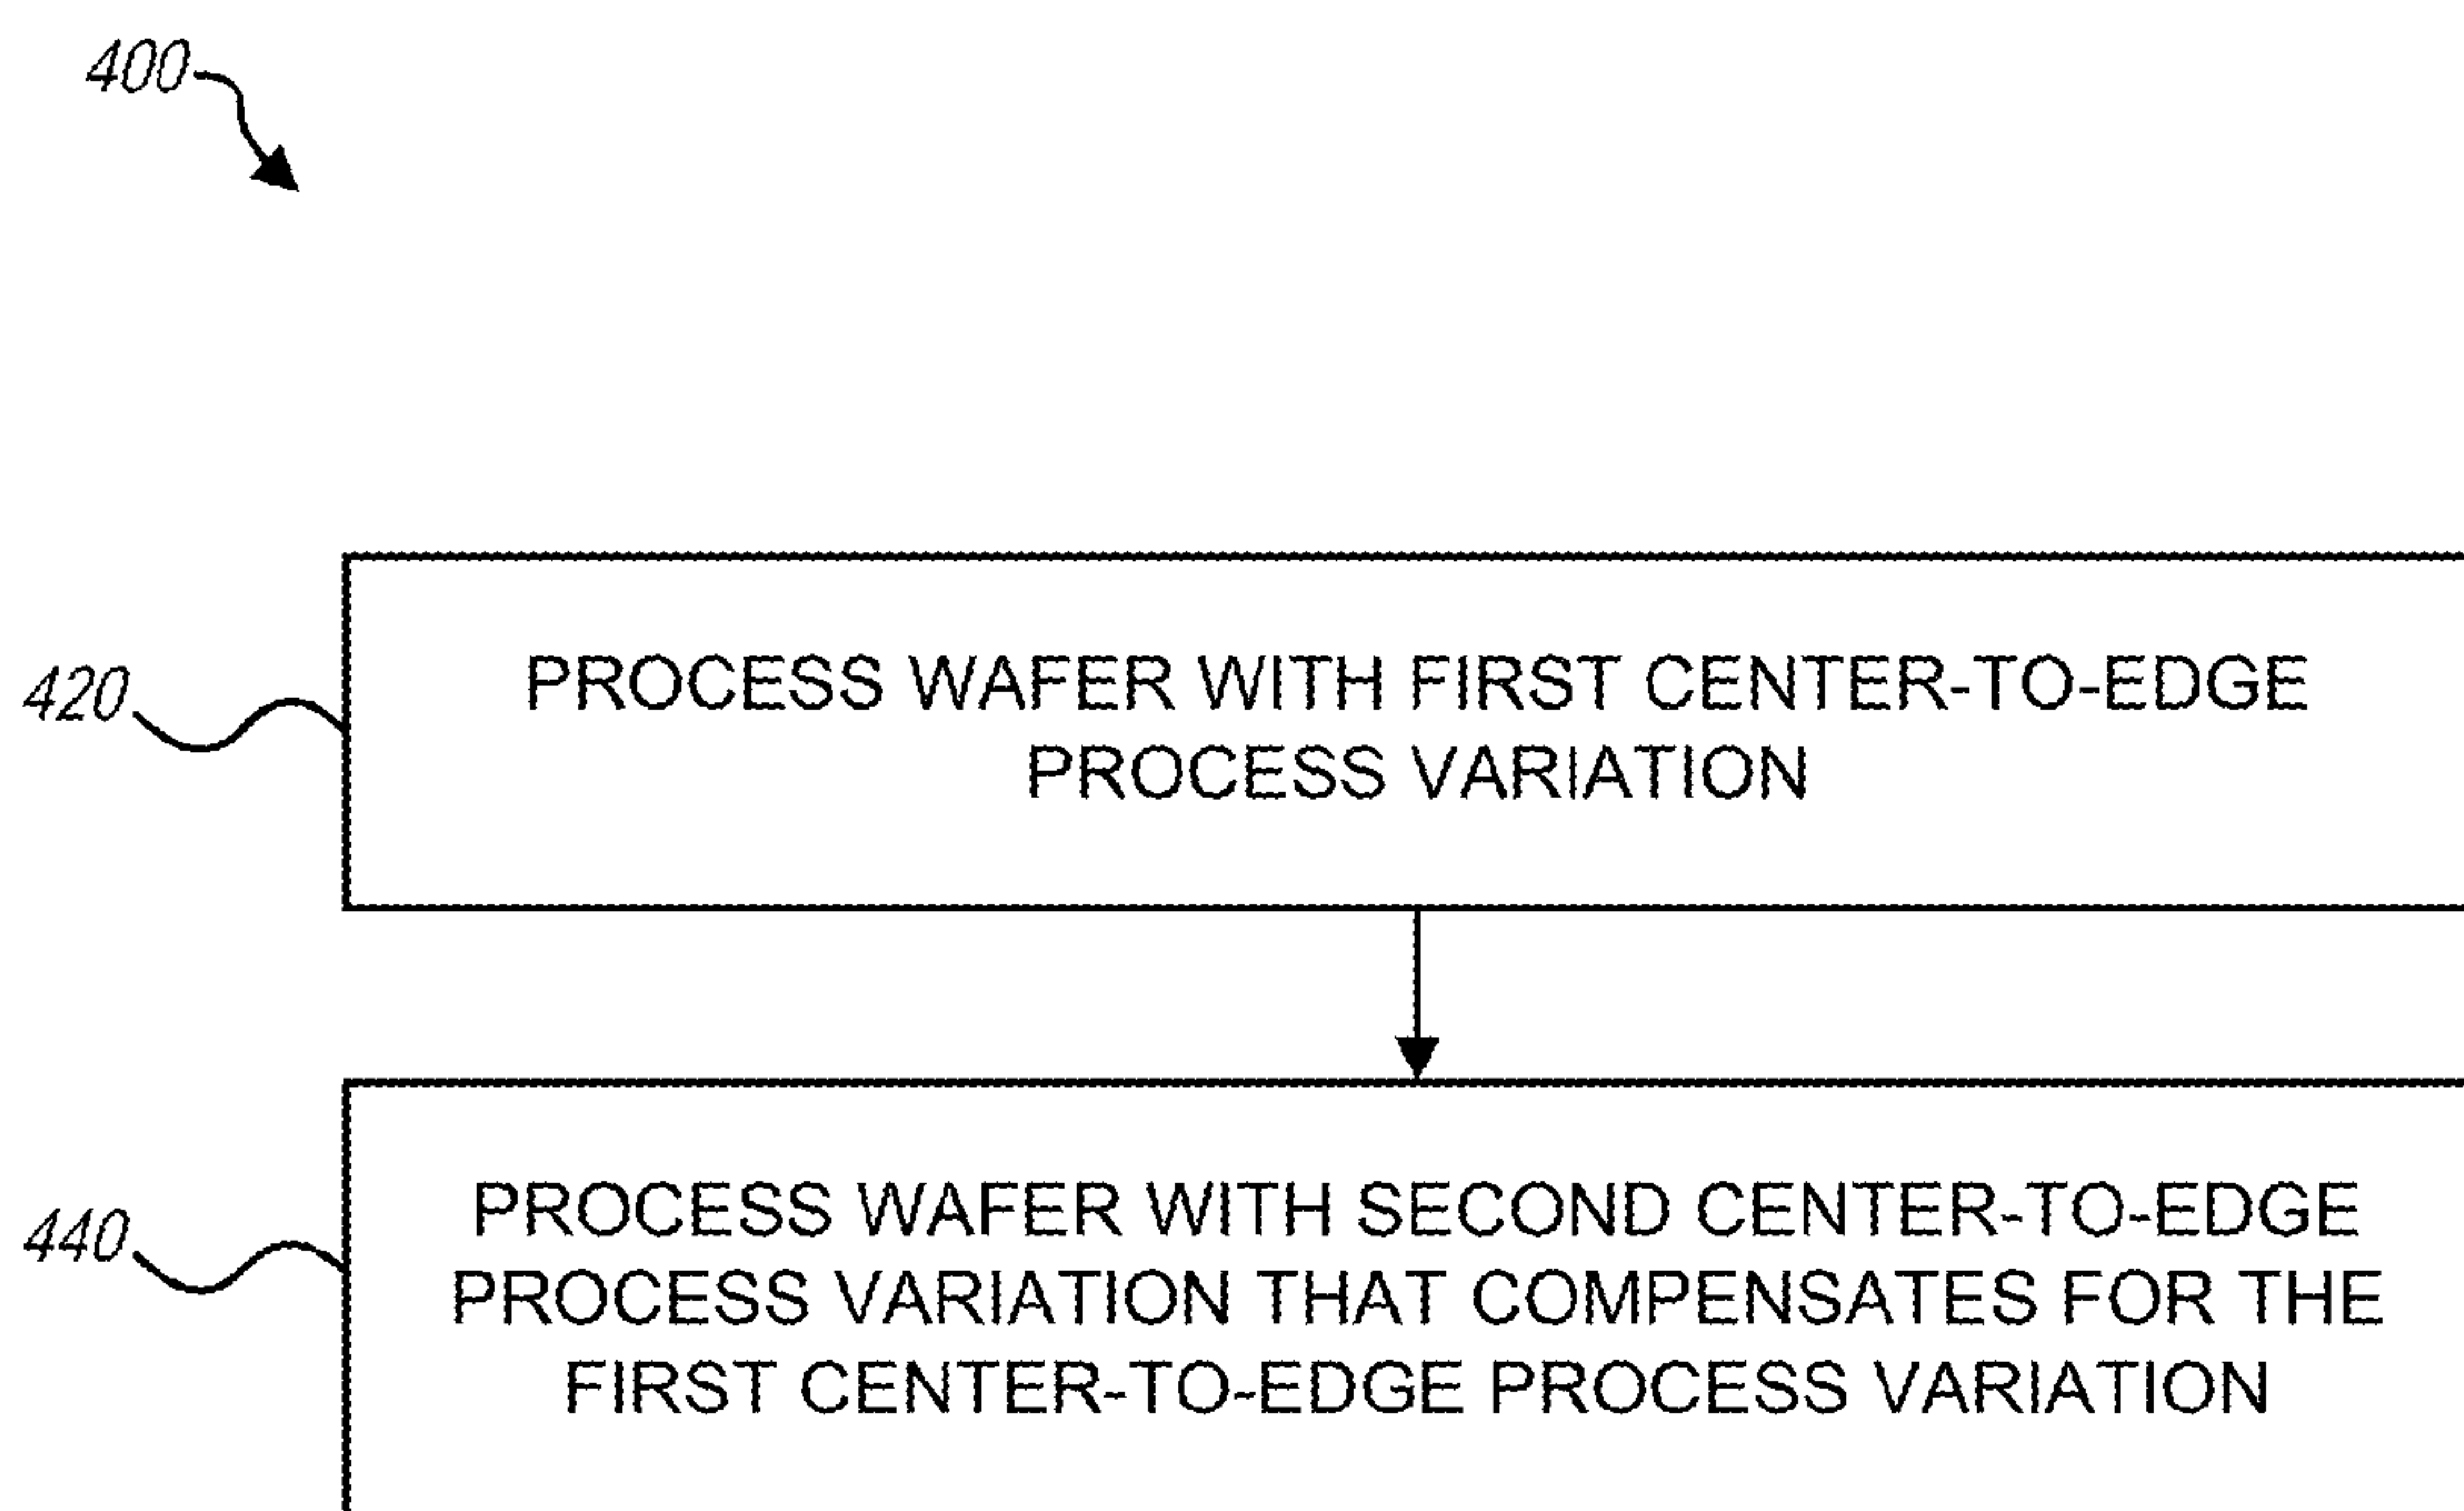 400
420
PROCESS WAFER WITH FIRST CENTER-TO-EDGE
PROCESS VARIATION
440
PROCESS WAFER WITH SECOND CENTER-TO-EDGE
PROCESS VARIATION THAT COMPENSATES FOR THE
FIRST CENTER-TO-EDGE PROCESS VARIATION